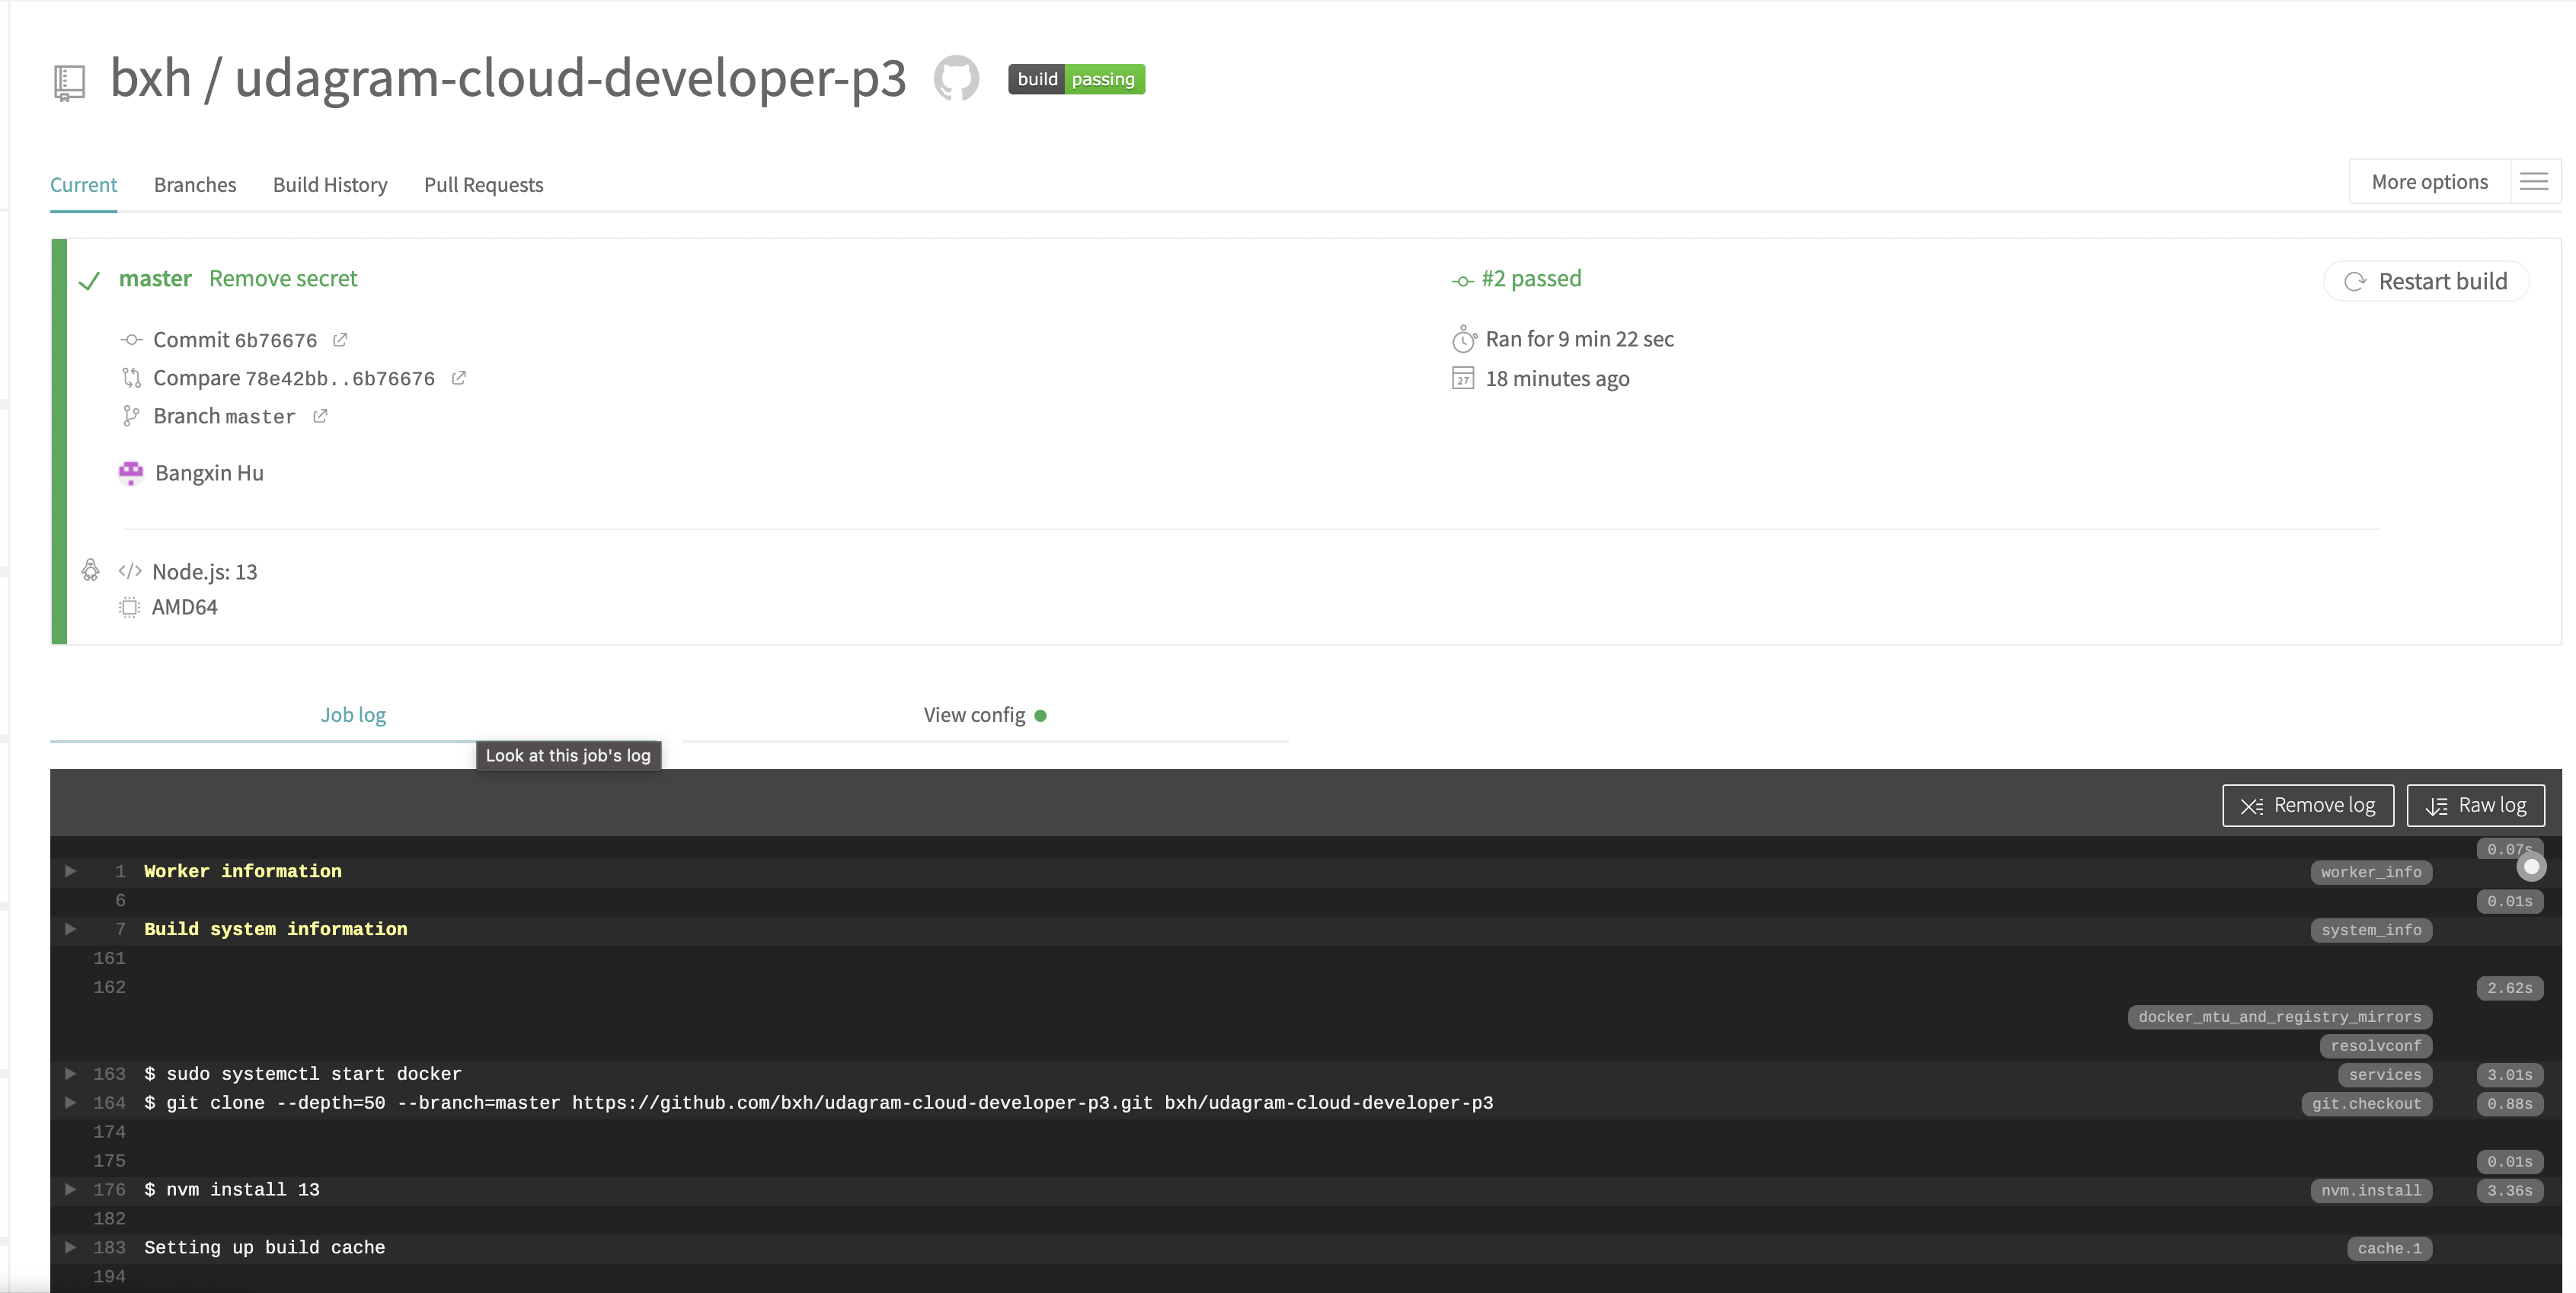 bxh / udagram-cloud-developer-p3 build passing
Current Branches Build History Pull Requests More options
master Remove secret
Commit 6b76676
Compare 78e42bb..6b76676
Branch master
Bangxin Hu
#2 passed
Ran for 9 min 22 sec
27 18 minutes ago
Restart build
Node.js: 13
AMD64
Job log View config
Look at this job's log
Remove log Raw log
0.07s
1 Worker information worker_info
6 0.01s
7 Build system information system_info
161
162 2.62s
docker_mtu_and_registry_mirrors
resolvconf
163 $ sudo systemctl start docker services 3.01s
164 $ git clone --depth=50 --branch=master https://github.com/bxh/udagram-cloud-developer-p3.git bxh/udagram-cloud-developer-p3 git.checkout 0.88s
174
175 0.01s
176 $ nvm install 13 nvm.install 3.36s
182
183 Setting up build cache cache.1
194